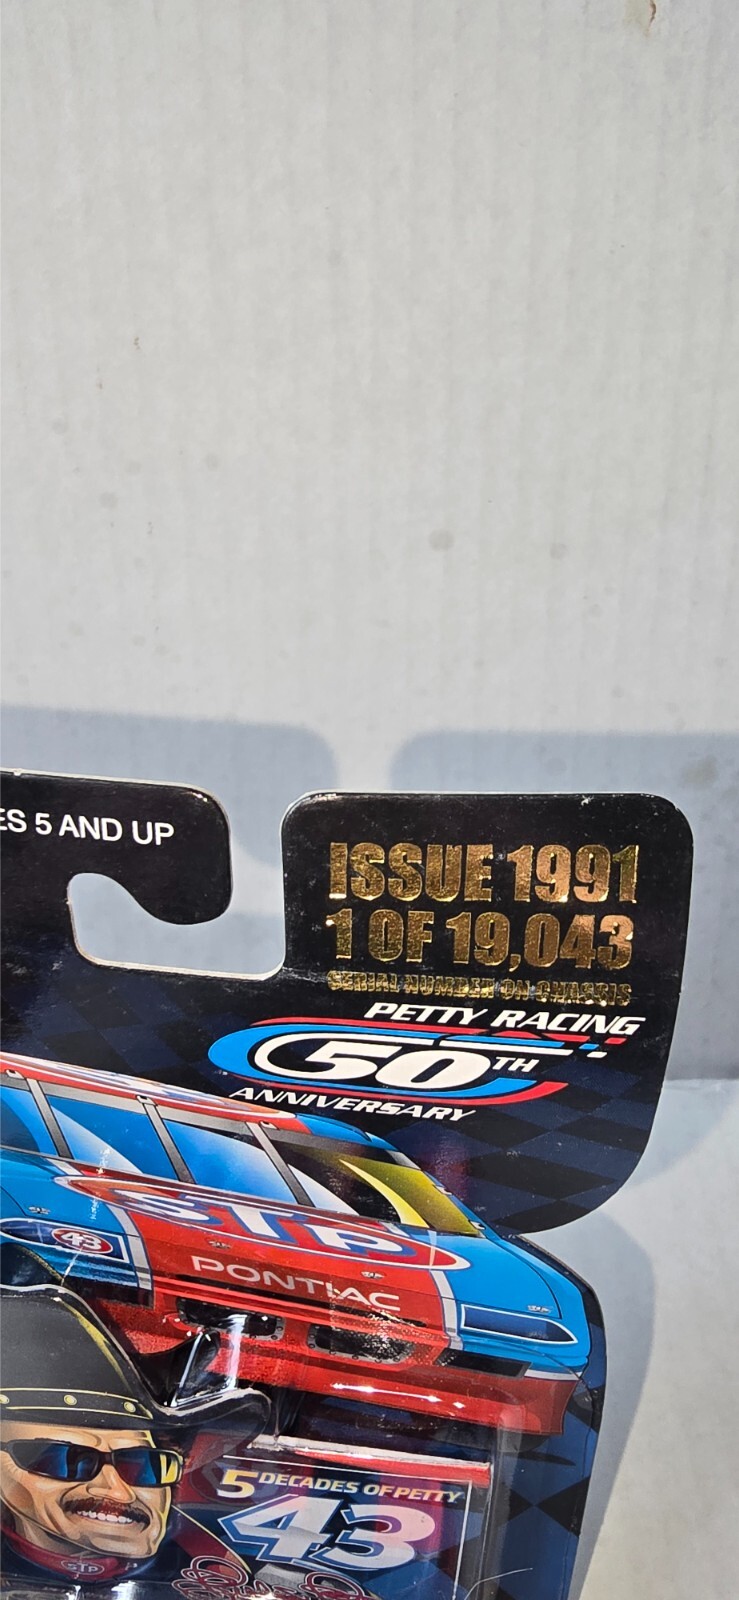 ES 5 AND UP
ISSUE 1991
1 OF 19,043
SERIAL NUMBER ON CHASSIS
PETTY RACING
50TH
ANNIVERSARY
STP
43
PONTIAC
5 DECADES OF PETTY
43
STP